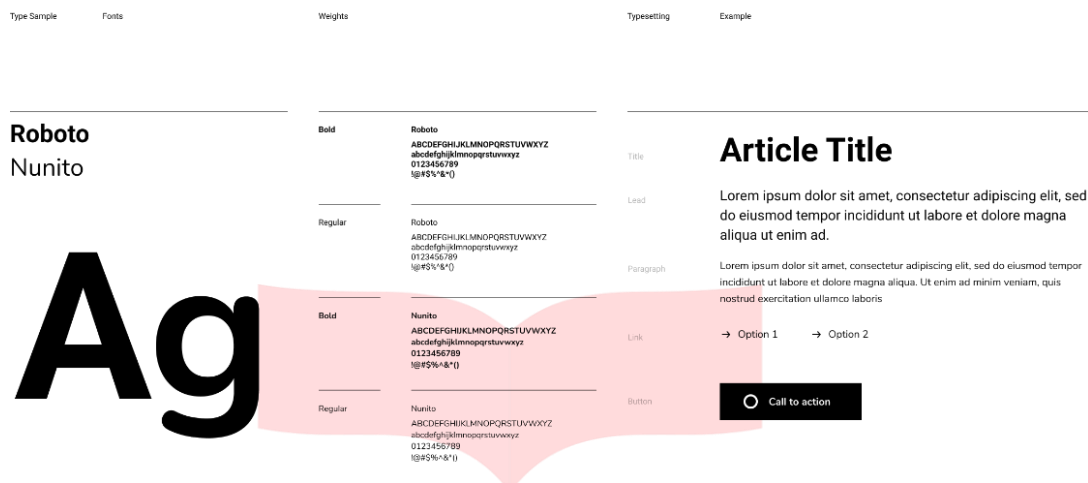 Type Sample
Fonts
Weights
Typesetting
Example
Roboto
Nunito
Ag
Bold
Roboto
ABCDEFGHIJKLMNOPQRSTUVWXYZ
abcdefghijklmnopqrstuvwxyz
0123456789
!@#$%^&*()
Regular
Roboto
ABCDEFGHIJKLMNOPQRSTUVWXYZ
abcdefghijklmnopqrstuvwxyz
0123456789
!@#$%^&*()
Bold
Nunito
ABCDEFGHIJKLMNOPQRSTUVWXYZ
abcdefghijklmnopqrstuvwxyz
0123456789
!@#$%^&*()
Regular
Nunito
ABCDEFGHIJKLMNOPQRSTUVWXYZ
abcdefghijklmnopqrstuvwxyz
0123456789
!@#$%^&*()
Title
Article Title
Lead
Lorem ipsum dolor sit amet, consectetur adipiscing elit, sed
do eiusmod tempor incididunt ut labore et dolore magna
aliqua ut enim ad.
Paragraph
Lorem ipsum dolor sit amet, consectetur adipiscing elit, sed do eiusmod tempor
incididunt ut labore et dolore magna aliqua. Ut enim ad minim veniam, quis
nostrud exercitation ullamco laboris
Link
→ Option 1 → Option 2
Button
Call to action